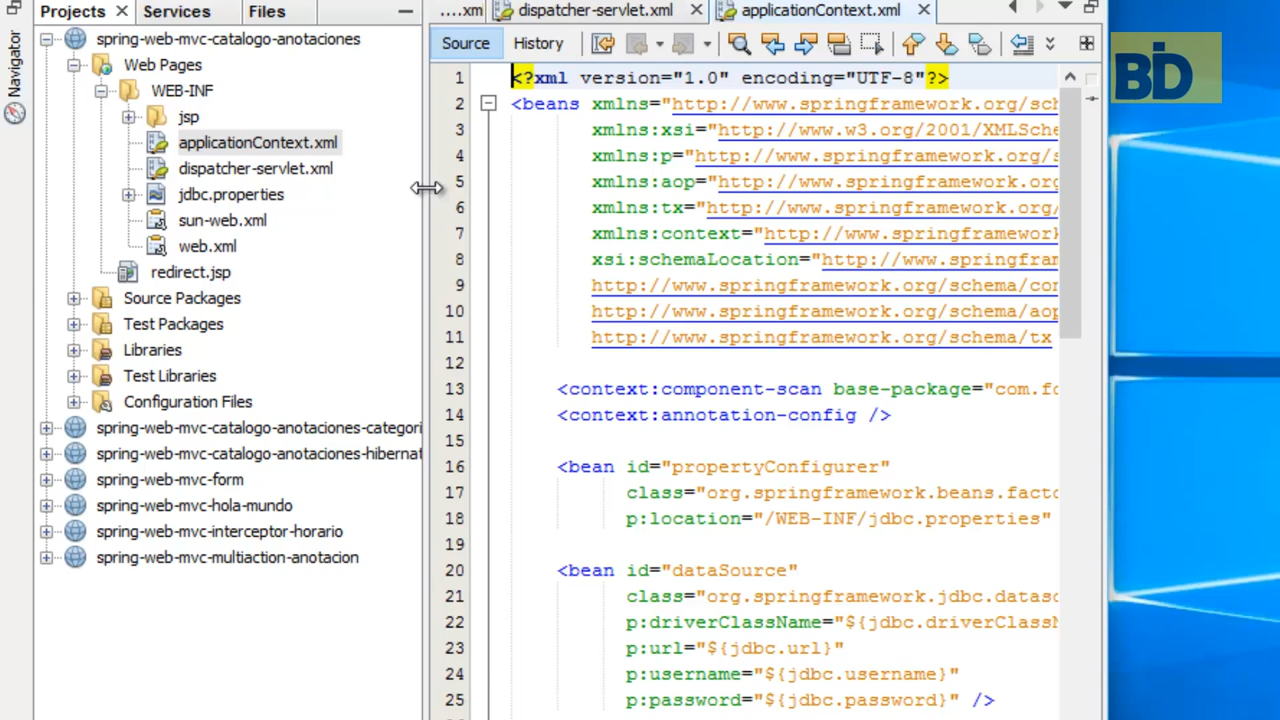 Projects
Services
Files
....xm
dispatcher-servlet.xml
applicationContext.xml
Navigator
spring-web-mvc-catalogo-anotaciones
Web Pages
WEB-INF
jsp
applicationContext.xml
dispatcher-servlet.xml
jdbc.properties
sun-web.xml
web.xml
redirect.jsp
Source Packages
Test Packages
Libraries
Test Libraries
Configuration Files
spring-web-mvc-catalogo-anotaciones-categori
spring-web-mvc-catalogo-anotaciones-hibernat
spring-web-mvc-form
spring-web-mvc-hola-mundo
spring-web-mvc-interceptor-horario
spring-web-mvc-multiaction-anotacion
Source
History
1 <?xml version="1.0" encoding="UTF-8"?>
2 <beans xmlns="http://www.springframework.org/sch
3 xmlns:xsi="http://www.w3.org/2001/XMLSche
4 xmlns:p="http://www.springframework.org/s
5 xmlns:aop="http://www.springframework.org
6 xmlns:tx="http://www.springframework.org/
7 xmlns:context="http://www.springframework
8 xsi:schemaLocation="http://www.springfram
9 http://www.springframework.org/schema/con
10 http://www.springframework.org/schema/aop
11 http://www.springframework.org/schema/tx
12
13 <context:component-scan base-package="com.fo
14 <context:annotation-config />
15
16 <bean id="propertyConfigurer"
17 class="org.springframework.beans.facto
18 p:location="/WEB-INF/jdbc.properties"
19
20 <bean id="dataSource"
21 class="org.springframework.jdbc.dataso
22 p:driverClassName="${jdbc.driverClassN
23 p:url="${jdbc.url}"
24 p:username="${jdbc.username}"
25 p:password="${jdbc.password}" />
BID